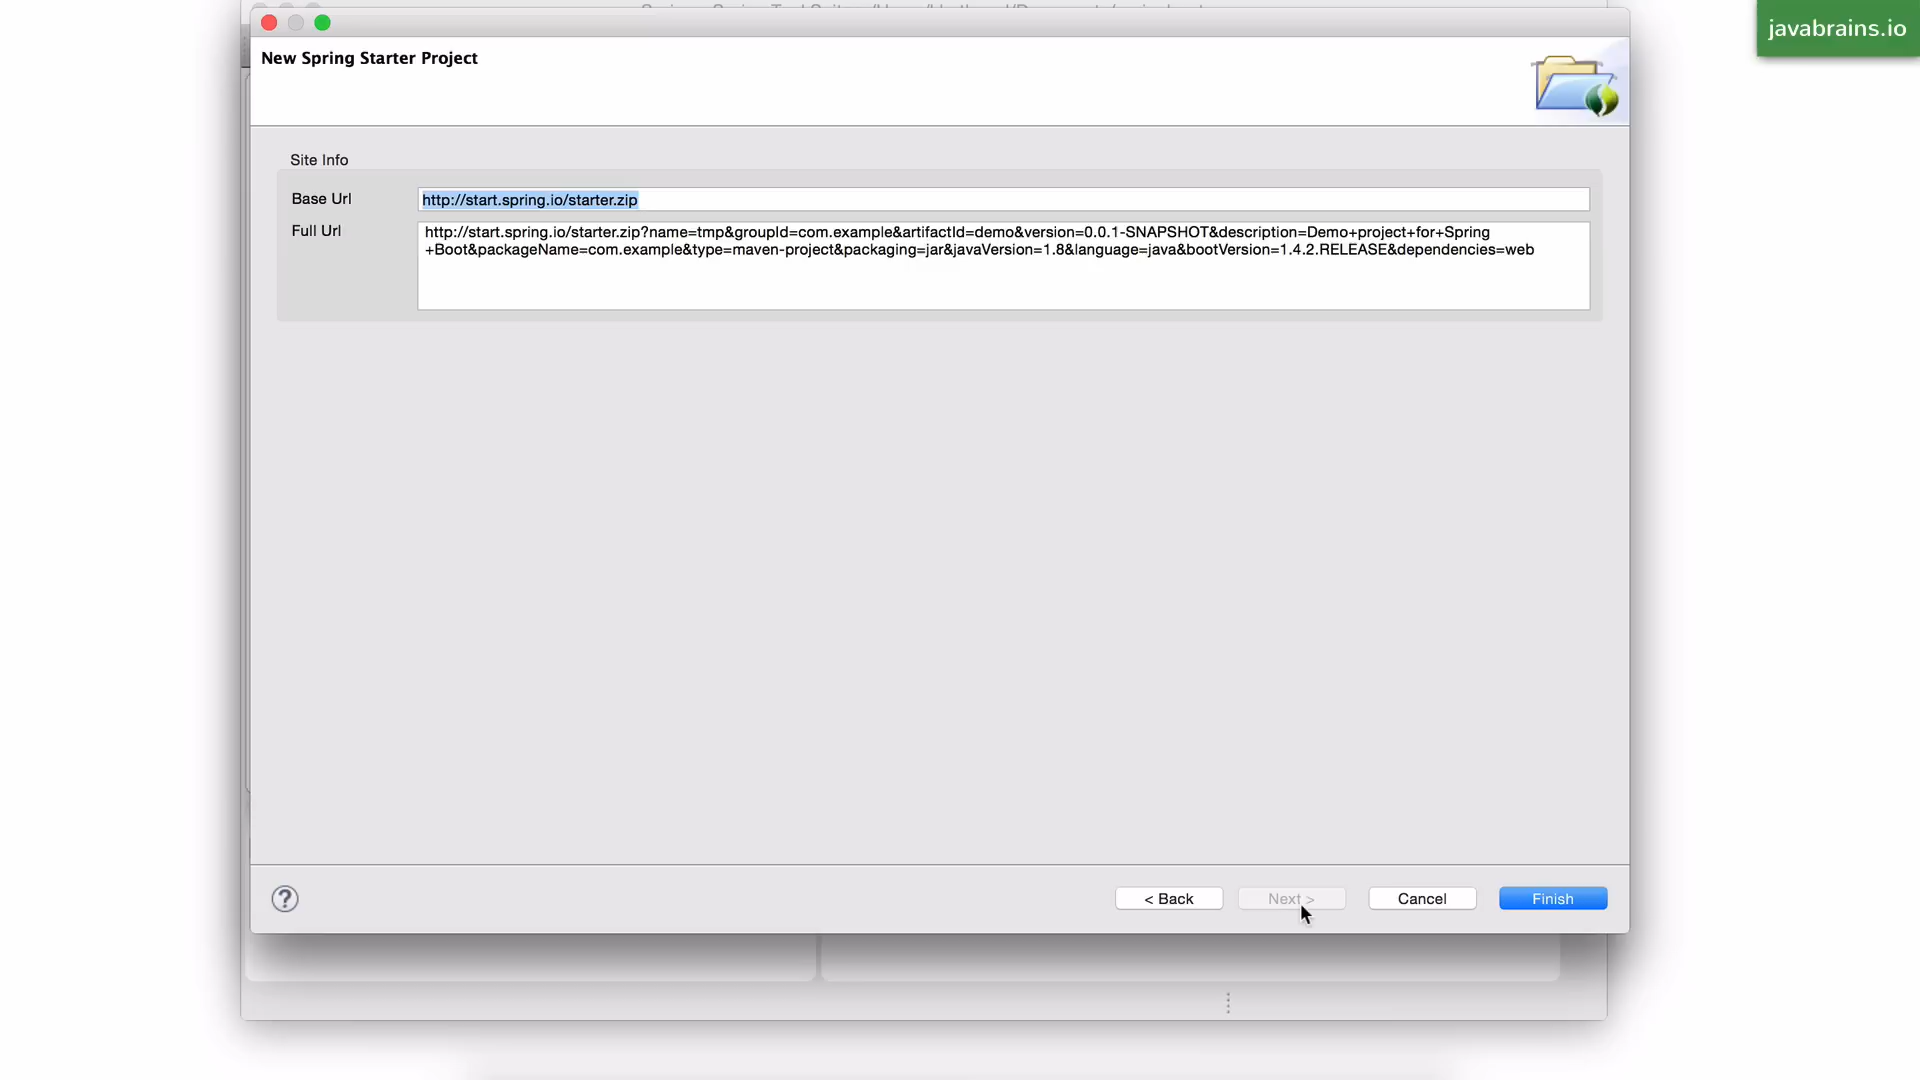 javabrains.io
New Spring Starter Project
Site Info
Base Url
http://start.spring.io/starter.zip
Full Url
http://start.spring.io/starter.zip?name=tmp&groupId=com.example&artifactId=demo&version=0.0.1-SNAPSHOT&description=Demo+project+for+Spring
+Boot&packageName=com.example&type=maven-project&packaging=jar&javaVersion=1.8&language=java&bootVersion=1.4.2.RELEASE&dependencies=web
?
< Back
Next >
Cancel
Finish